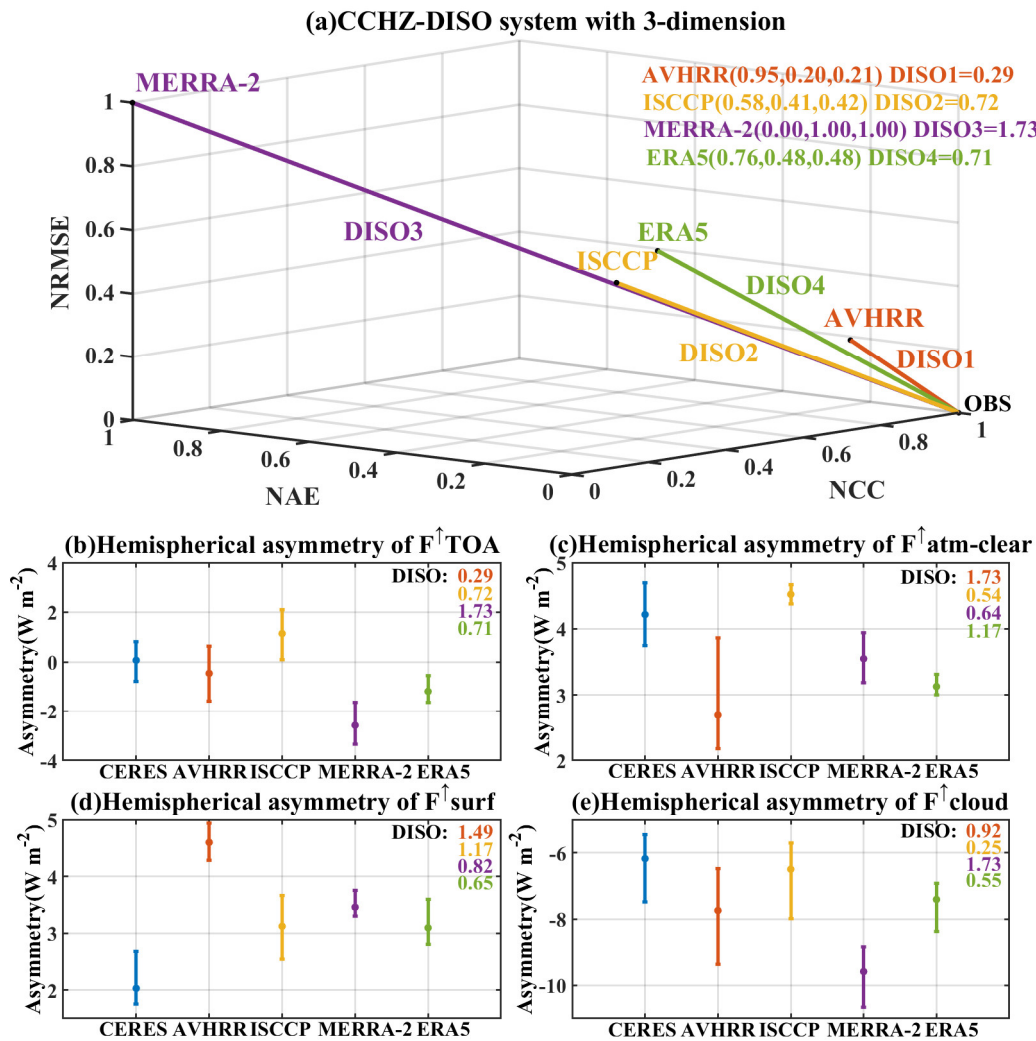 (a)CCHZ-DISO system with 3-dimension
MERRA-2
AVHRR(0.95,0.20,0.21) DISO1=0.29
ISCCP(0.58,0.41,0.42) DISO2=0.72
MERRA-2(0.00,1.00,1.00) DISO3=1.73
ERA5(0.76,0.48,0.48) DISO4=0.71
1
0.8
0.6
0.4
0.2
0
NRMSE
DISO3
ERA5
ISCCP
DISO4
AVHRR
DISO2
DISO1
OBS
1
0.8
0.6
0.4
0.2
0
NAE
0
0.2
0.4
0.6
0.8
1
NCC
(b)Hemispherical asymmetry of F↑TOA
Asymmetry(W m-2)
4
2
0
-2
-4
DISO: 0.29
0.72
1.73
0.71
CERES AVHRR ISCCP MERRA-2 ERA5
(c)Hemispherical asymmetry of F↑atm-clear
Asymmetry(W m-2)
5
4
3
2
DISO: 1.73
0.54
0.64
1.17
CERES AVHRR ISCCP MERRA-2 ERA5
(d)Hemispherical asymmetry of F↑surf
Asymmetry(W m-2)
5
4
3
2
DISO: 1.49
1.17
0.82
0.65
CERES AVHRR ISCCP MERRA-2 ERA5
(e)Hemispherical asymmetry of F↑cloud
Asymmetry(W m-2)
-6
-8
-10
DISO: 0.92
0.25
1.73
0.55
CERES AVHRR ISCCP MERRA-2 ERA5